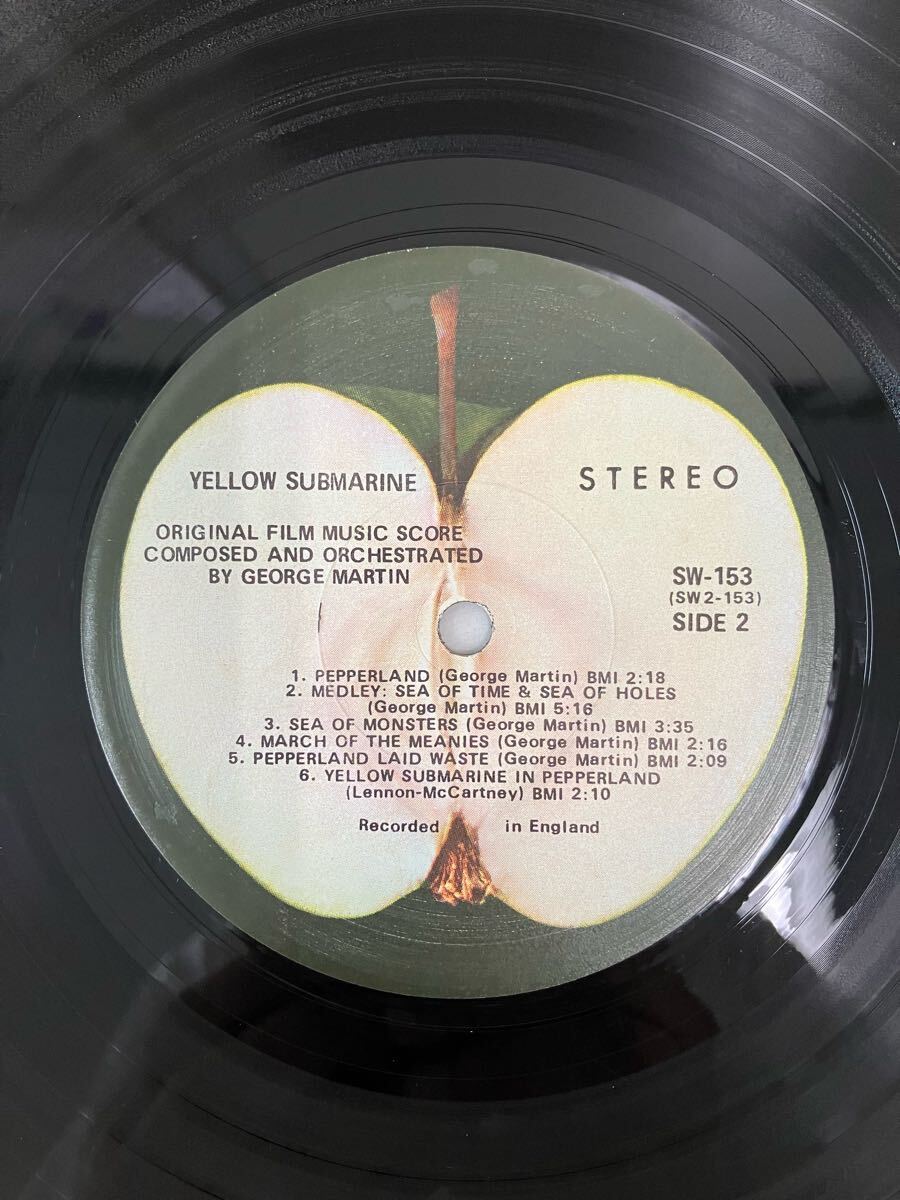 YELLOW SUBMARINE
STEREO
ORIGINAL FILM MUSIC SCORE
COMPOSED AND ORCHESTRATED
BY GEORGE MARTIN
SW-153
(SW2-153)
SIDE 2
1. PEPPERLAND (George Martin) BMI 2:18
2. MEDLEY: SEA OF TIME & SEA OF HOLES
(George Martin) BMI 5:16
3. SEA OF MONSTERS (George Martin) BMI 3:35
4. MARCH OF THE MEANIES (George Martin) BMI 2:16
5. PEPPERLAND LAID WASTE (George Martin) BMI 2:09
6. YELLOW SUBMARINE IN PEPPERLAND
(Lennon-McCartney) BMI 2:10
Recorded in England